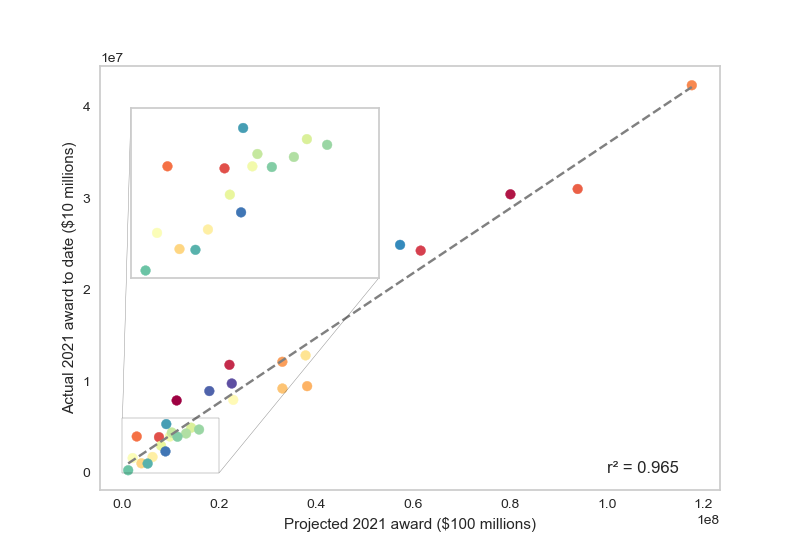 1e7
4
3
2
1
0
Actual 2021 award to date ($10 millions)
r² = 0.965
0.0 0.2 0.4 0.6 0.8 1.0 1.2
1e8
Projected 2021 award ($100 millions)